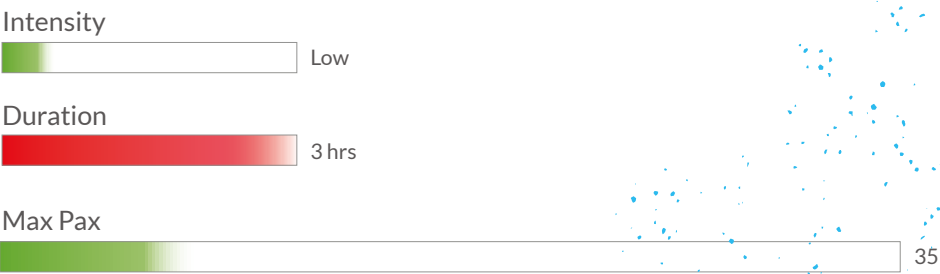 Intensity
Low
Duration
3 hrs
Max Pax
35